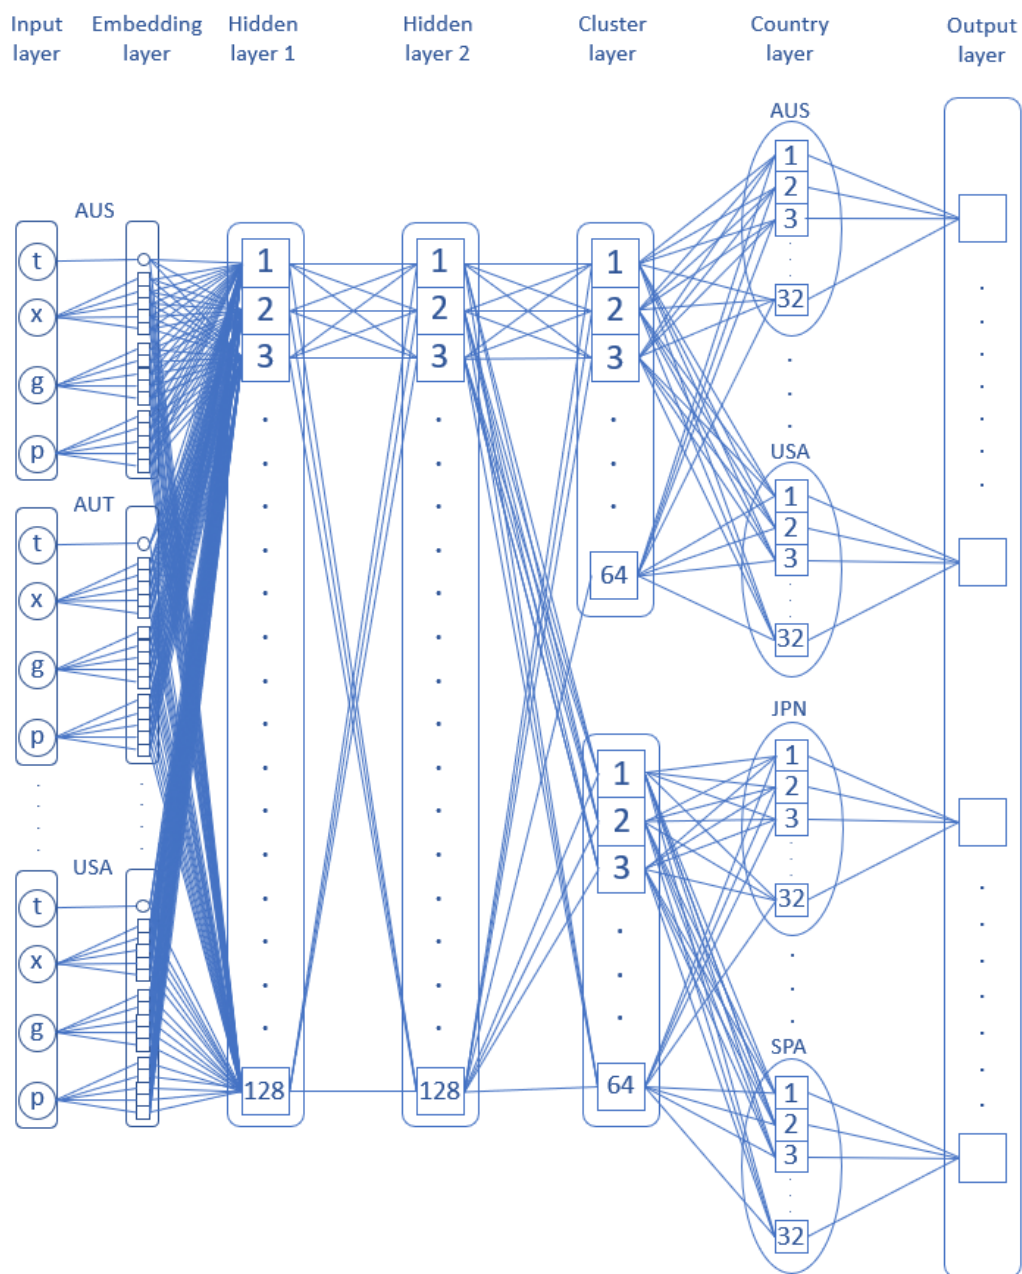 Input layer
Embedding layer
Hidden layer 1
Hidden layer 2
Cluster layer
Country layer
Output layer
AUS
t
x
g
p
AUT
t
x
g
p
USA
t
x
g
p
1
2
3
128
1
2
3
128
1
2
3
64
1
2
3
64
AUS
1
2
3
32
USA
1
2
3
32
JPN
1
2
3
32
SPA
1
2
3
32